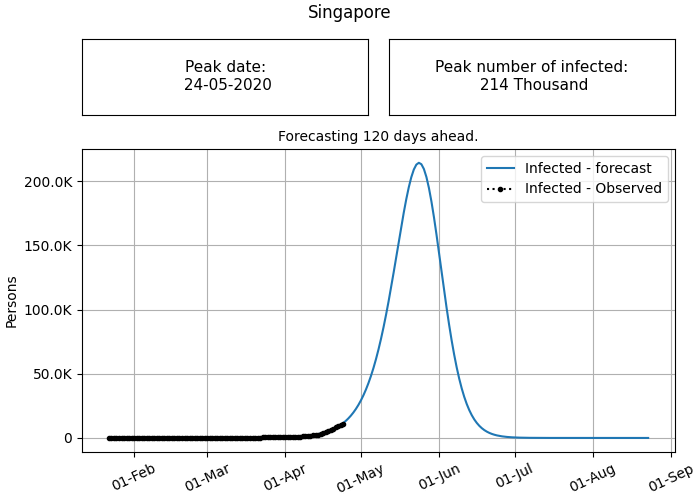 Singapore
Peak date:
24-05-2020
Peak number of infected:
214 Thousand
Forecasting 120 days ahead.
Infected - forecast
Infected - Observed
200.0K
150.0K
100.0K
50.0K
0
Persons
01-Feb
01-Mar
01-Apr
01-May
01-Jun
01-Jul
01-Aug
01-Sep